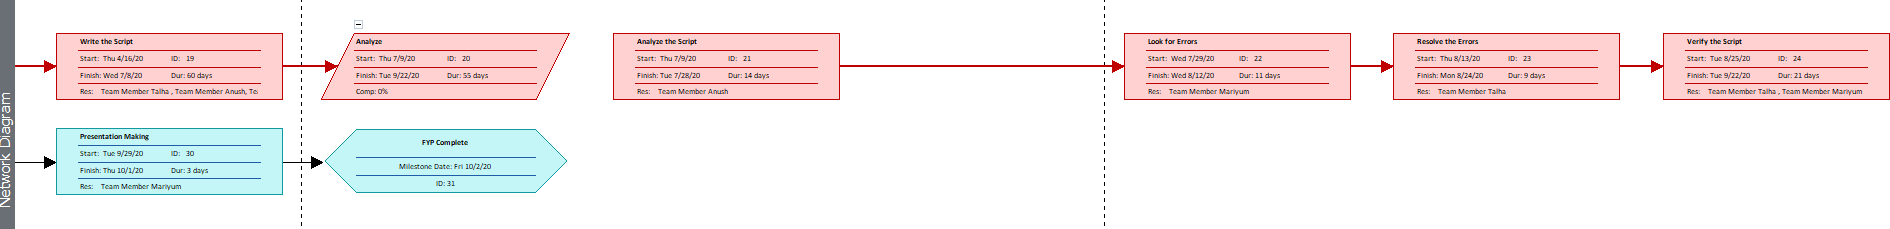 Network Diagram
Write the Script
Start: Thu 4/16/20 ID: 19
Finish: Wed 7/8/20 Dur: 60 days
Res: Team Member Talha , Team Member Anush, Te
Analyze
Start: Thu 7/9/20 ID: 20
Finish: Tue 9/22/20 Dur: 55 days
Comp: 0%
Analyze the Script
Start: Thu 7/9/20 ID: 21
Finish: Tue 7/28/20 Dur: 14 days
Res: Team Member Anush
Look for Errors
Start: Wed 7/29/20 ID: 22
Finish: Wed 8/12/20 Dur: 11 days
Res: Team Member Mariyum
Resolve the Errors
Start: Thu 8/13/20 ID: 23
Finish: Mon 8/24/20 Dur: 9 days
Res: Team Member Talha
Verify the Script
Start: Tue 8/25/20 ID: 24
Finish: Tue 9/22/20 Dur: 21 days
Res: Team Member Talha , Team Member Mariyum
Presentation Making
Start: Tue 9/29/20 ID: 30
Finish: Thu 10/1/20 Dur: 3 days
Res: Team Member Mariyum
FYP Complete
Milestone Date: Fri 10/2/20
ID: 31